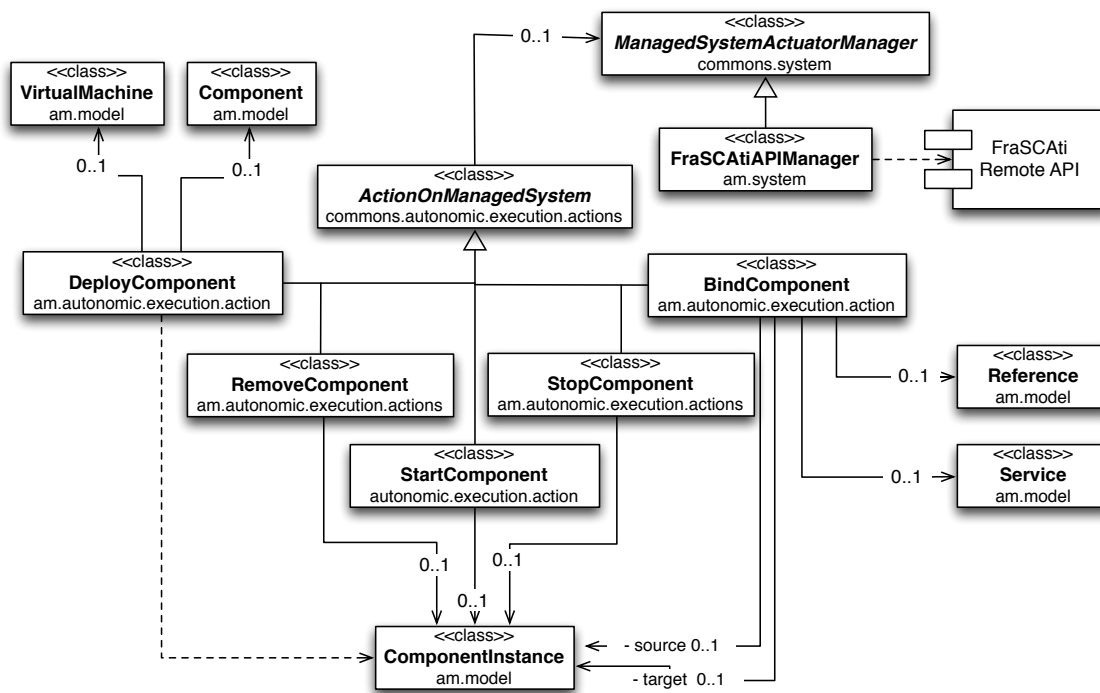 <<class>>
ManagedSystemActuatorManager
commons.system
0..1
<<class>>
VirtualMachine
am.model
<<class>>
Component
am.model
0..1
0..1
<<class>>
FraSCAtiAPIManager
am.system
FraSCAti
Remote API
<<class>>
ActionOnManagedSystem
commons.autonomic.execution.actions
<<class>>
DeployComponent
am.autonomic.execution.action
<<class>>
BindComponent
am.autonomic.execution.action
<<class>>
RemoveComponent
am.autonomic.execution.actions
<<class>>
StopComponent
am.autonomic.execution.actions
0..1
<<class>>
Reference
am.model
<<class>>
StartComponent
autonomic.execution.action
0..1
<<class>>
Service
am.model
0..1
0..1
0..1
<<class>>
ComponentInstance
am.model
- source 0..1
- target 0..1